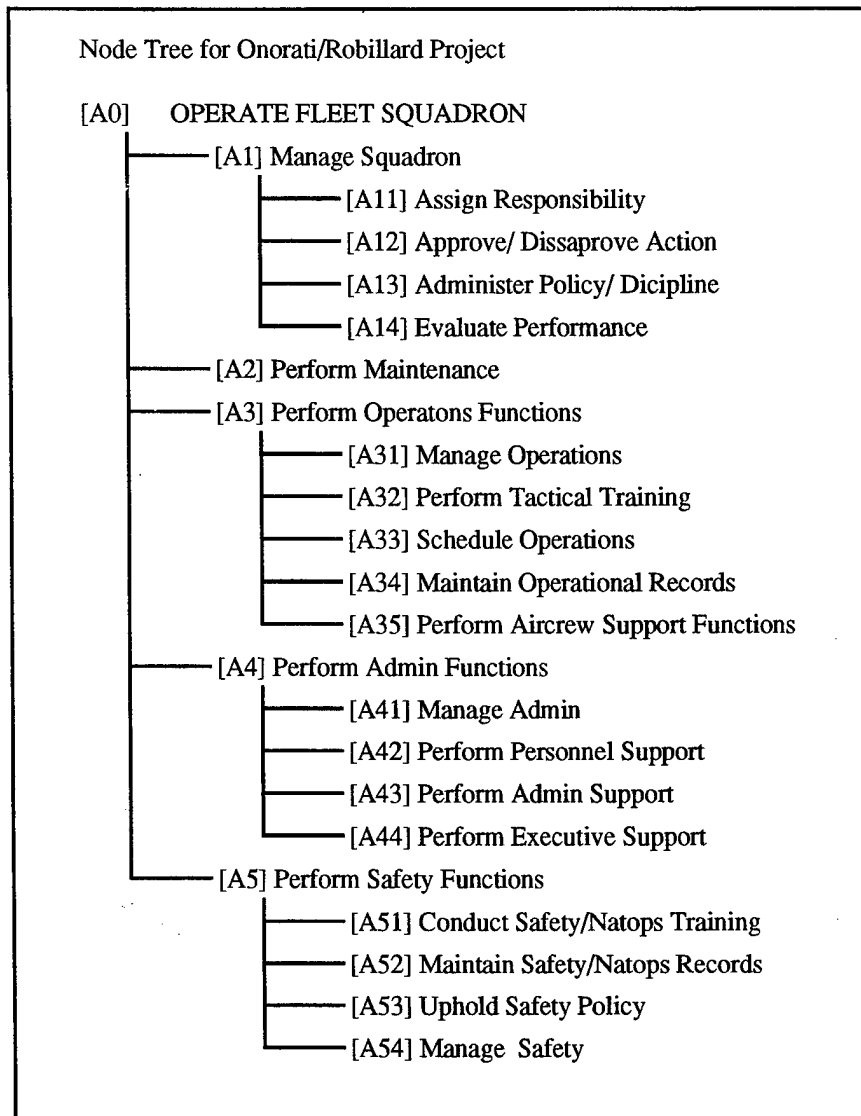 Node Tree for Onorati/Robillard Project
[A0] OPERATE FLEET SQUADRON
[A1] Manage Squadron
[A11] Assign Responsibility
[A12] Approve/ Dissaprove Action
[A13] Administer Policy/ Dicipline
[A14] Evaluate Performance
[A2] Perform Maintenance
[A3] Perform Operatons Functions
[A31] Manage Operations
[A32] Perform Tactical Training
[A33] Schedule Operations
[A34] Maintain Operational Records
[A35] Perform Aircrew Support Functions
[A4] Perform Admin Functions
[A41] Manage Admin
[A42] Perform Personnel Support
[A43] Perform Admin Support
[A44] Perform Executive Support
[A5] Perform Safety Functions
[A51] Conduct Safety/Natops Training
[A52] Maintain Safety/Natops Records
[A53] Uphold Safety Policy
[A54] Manage Safety